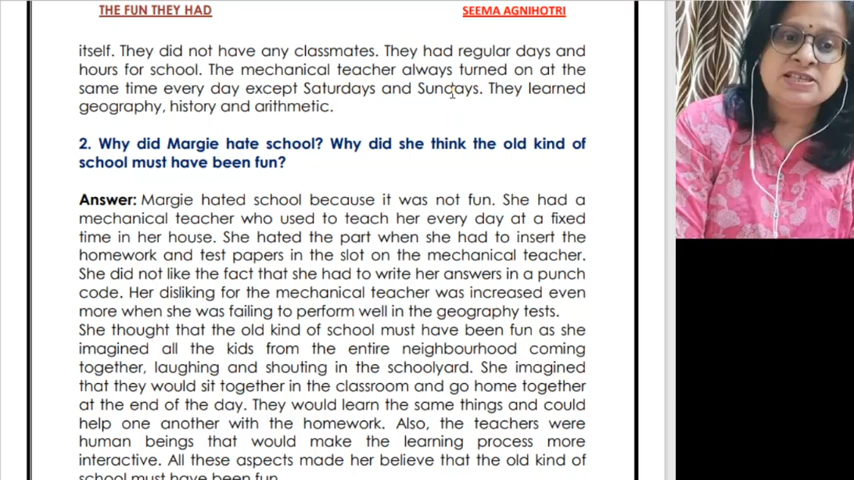 THE FUN THEY HAD
SEEMA AGNIHOTRI
itself. They did not have any classmates. They had regular days and
hours for school. The mechanical teacher always turned on at the
same time every day except Saturdays and Sundays. They learned
geography, history and arithmetic.
2. Why did Margie hate school? Why did she think the old kind of
school must have been fun?
Answer: Margie hated school because it was not fun. She had a
mechanical teacher who used to teach her every day at a fixed
time in her house. She hated the part when she had to insert the
homework and test papers in the slot on the mechanical teacher.
She did not like the fact that she had to write her answers in a punch
code. Her disliking for the mechanical teacher was increased even
more when she was failing to perform well in the geography tests.
She thought that the old kind of school must have been fun as she
imagined all the kids from the entire neighbourhood coming
together, laughing and shouting in the schoolyard. She imagined
that they would sit together in the classroom and go home together
at the end of the day. They would learn the same things and could
help one another with the homework. Also, the teachers were
human beings that would make the learning process more
interactive. All these aspects made her believe that the old kind of
school must have been fun.